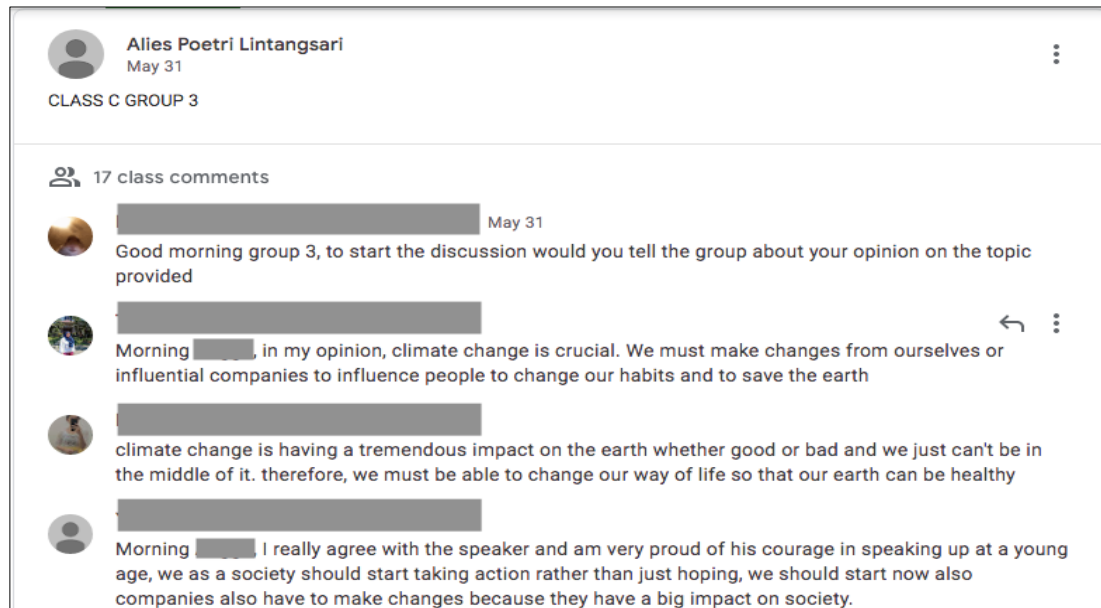 Alies Poetri Lintangsari
May 31
CLASS C GROUP 3
17 class comments
May 31
Good morning group 3, to start the discussion would you tell the group about your opinion on the topic
provided
Morning , in my opinion, climate change is crucial. We must make changes from ourselves or
influential companies to influence people to change our habits and to save the earth
climate change is having a tremendous impact on the earth whether good or bad and we just can't be in
the middle of it. therefore, we must be able to change our way of life so that our earth can be healthy
Morning , I really agree with the speaker and am very proud of his courage in speaking up at a young
age, we as a society should start taking action rather than just hoping, we should start now also
companies also have to make changes because they have a big impact on society.